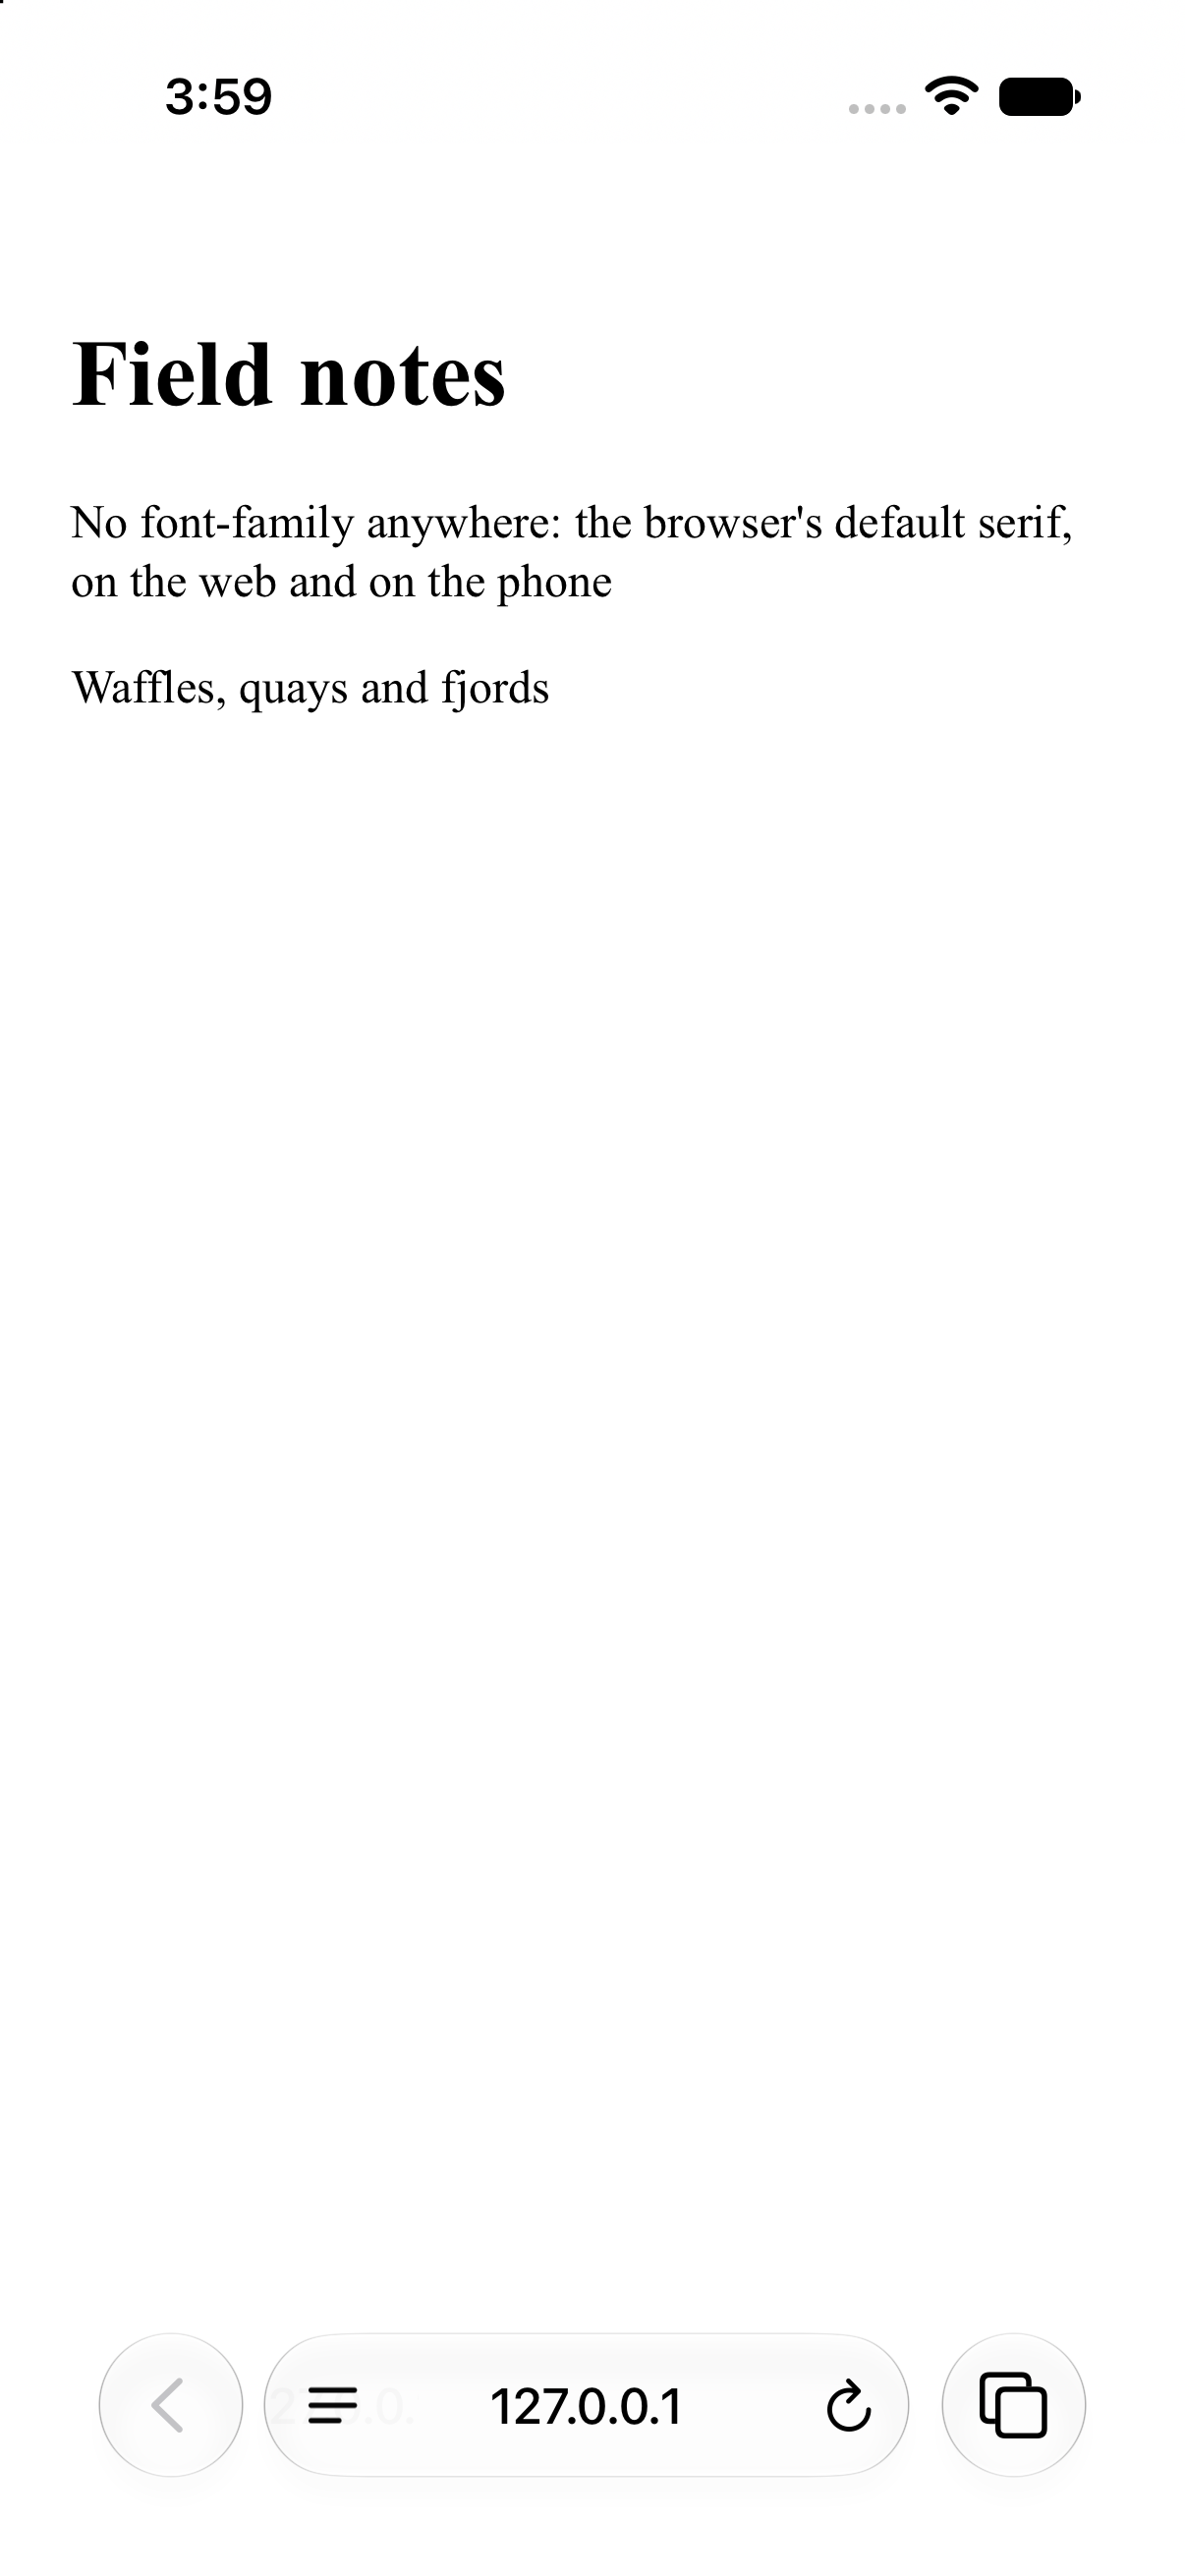 3:59
Field notes
No font-family anywhere: the browser's default serif,
on the web and on the phone
Waffles, quays and fjords
127.0.0.1